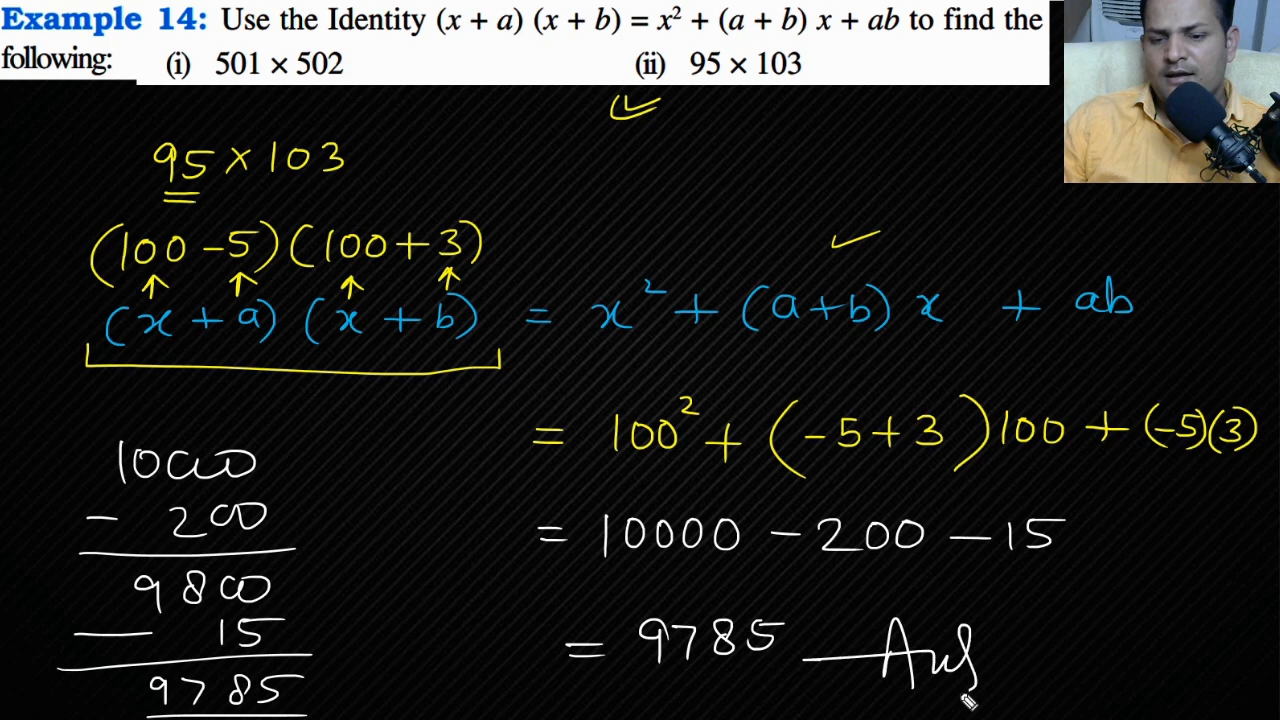 Example 14: Use the Identity (x + a) (x + b) = x² + (a + b) x + ab to find the
following: (i) 501 × 502 (ii) 95 × 103
95 × 103
(100 - 5) (100 + 3)
(x + a) (x + b) = x² + (a + b) x + ab
= 100² + (-5 + 3) 100 + (-5)(3)
= 10000 - 200 - 15
= 9785 — Ans
10000
- 200
9800
- 15
9785